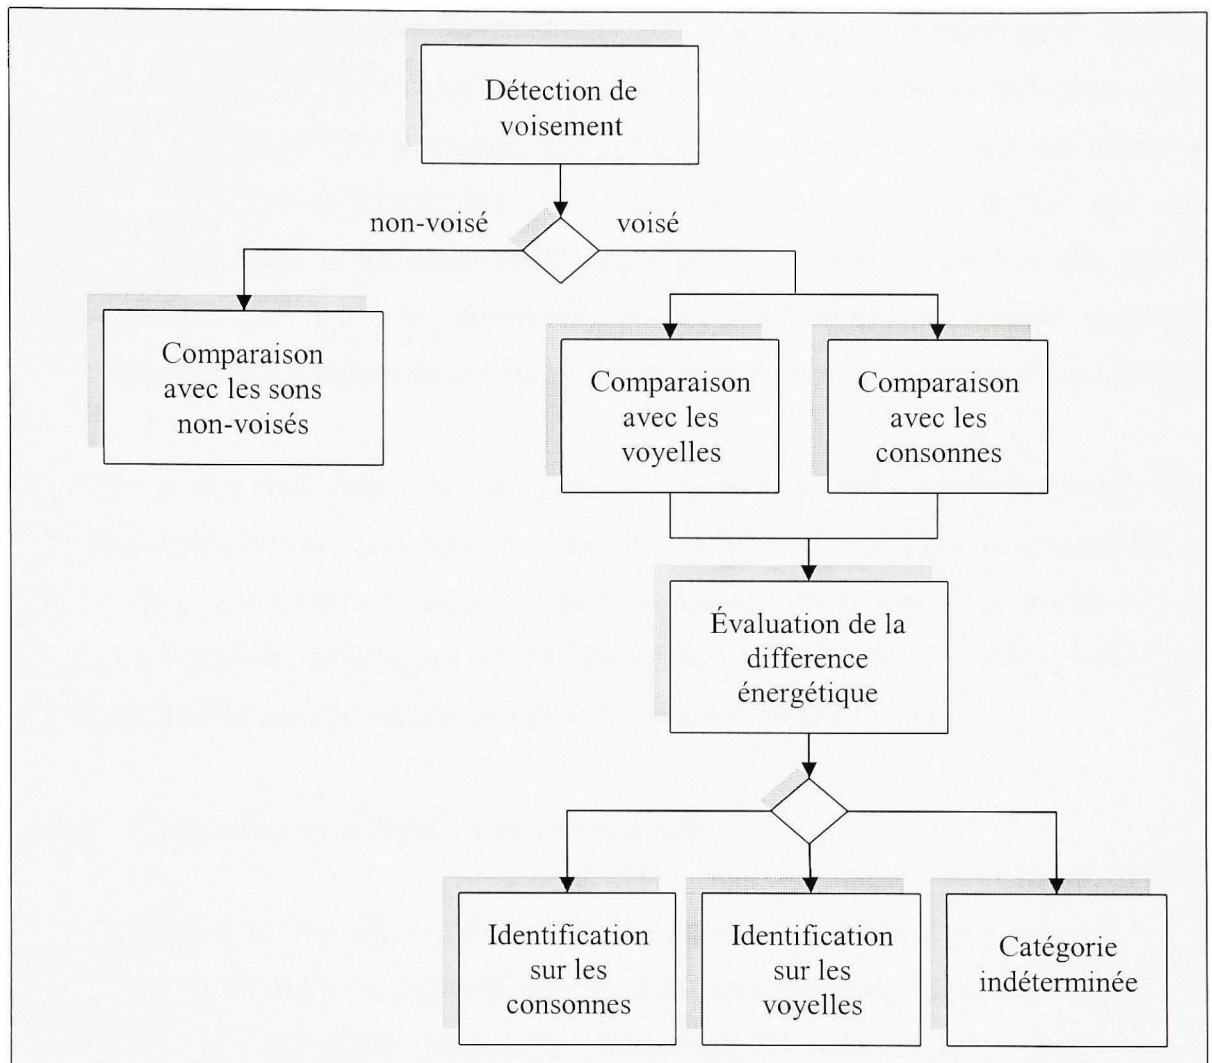 Détection de
voisement
non-voisé
voisé
Comparaison
avec les sons
non-voisés
Comparaison
avec les
voyelles
Comparaison
avec les
consonnes
Évaluation de la
difference
énergétique
Identification
sur les
consonnes
Identification
sur les
voyelles
Catégorie
indéterminée